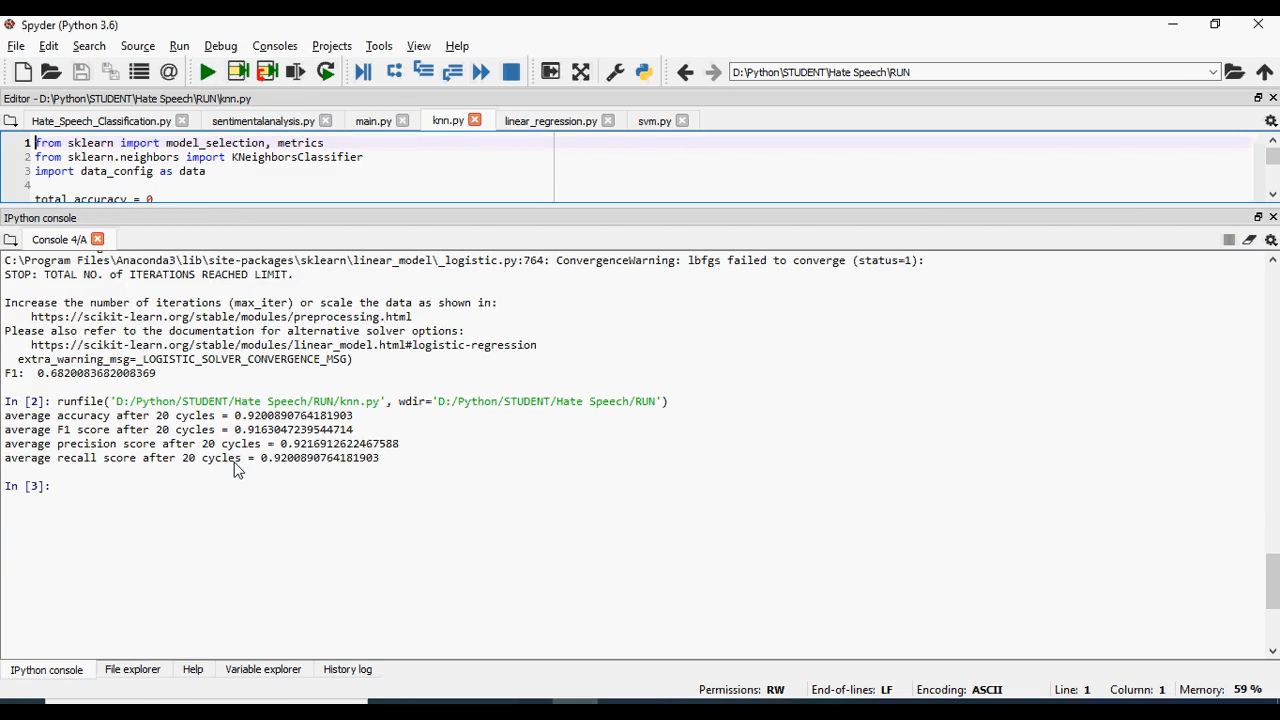 Spyder (Python 3.6)
File Edit Search Source Run Debug Consoles Projects Tools View Help
D:\Python\STUDENT\Hate Speech\RUN
Editor - D:\Python\STUDENT\Hate Speech\RUN\knn.py
Hate_Speech_Classification.py sentimentalanalysis.py main.py knn.py linear_regression.py svm.py
1 from sklearn import model_selection, metrics
2 from sklearn.neighbors import KNeighborsClassifier
3 import data_config as data
4
total_accuracy = 0
IPython console
Console 4/A
C:\Program Files\Anaconda3\lib\site-packages\sklearn\linear_model\_logistic.py:764: ConvergenceWarning: lbfgs failed to converge (status=1):
STOP: TOTAL NO. of ITERATIONS REACHED LIMIT.
Increase the number of iterations (max_iter) or scale the data as shown in:
https://scikit-learn.org/stable/modules/preprocessing.html
Please also refer to the documentation for alternative solver options:
https://scikit-learn.org/stable/modules/linear_model.html#logistic-regression
extra_warning_msg=_LOGISTIC_SOLVER_CONVERGENCE_MSG)
F1: 0.6820083682008369
In [2]: runfile('D:/Python/STUDENT/Hate Speech/RUN/knn.py', wdir='D:/Python/STUDENT/Hate Speech/RUN')
average accuracy after 20 cycles = 0.9200890764181903
average F1 score after 20 cycles = 0.9163047239544714
average precision score after 20 cycles = 0.9216912622467588
average recall score after 20 cycles = 0.9200890764181903
In [3]:
IPython console File explorer Help Variable explorer History log
Permissions: RW End-of-lines: LF Encoding: ASCII Line: 1 Column: 1 Memory: 59 %